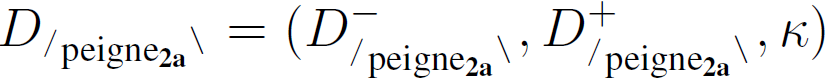 D_{/peigne_{2a}\} = (D^-_{/peigne_{2a}\}, D^+_{/peigne_{2a}\}, κ)